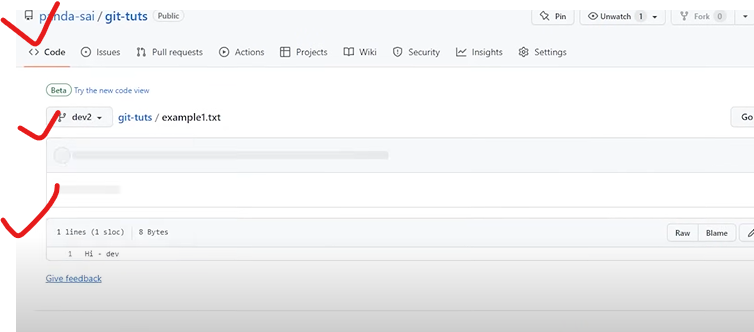 panda-sai / git-tuts Public Pin Unwatch 1 Fork 0
Code Issues Pull requests Actions Projects Wiki Security Insights Settings
Beta Try the new code view
dev2 git-tuts / example1.txt Go
1 lines (1 sloc) 8 Bytes Raw Blame
1 Hi - dev
Give feedback